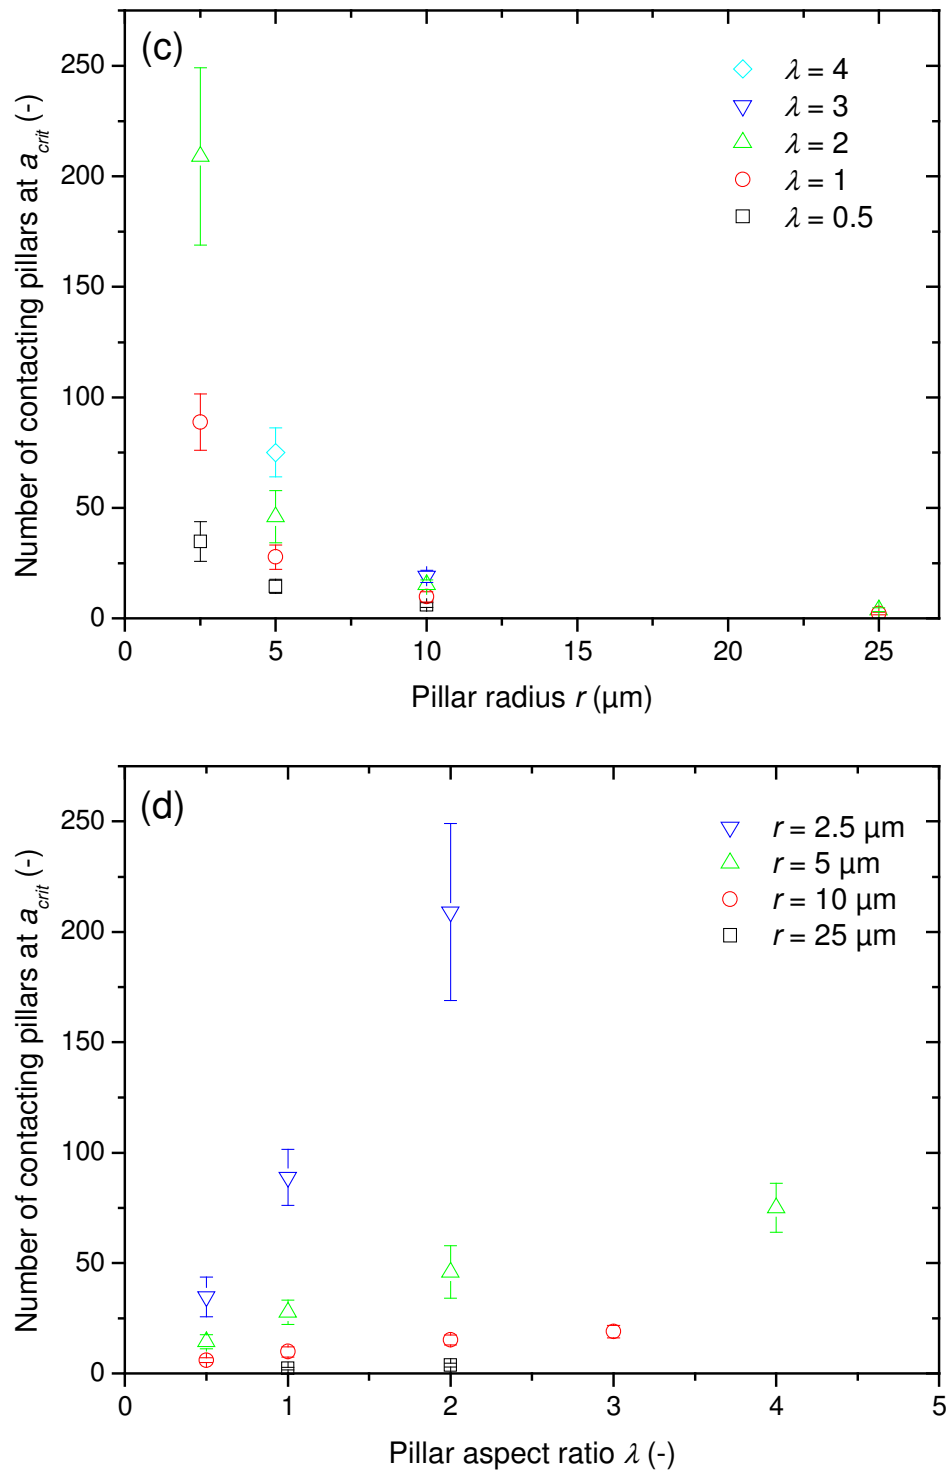 (c)
λ = 4
λ = 3
λ = 2
λ = 1
λ = 0.5
250
200
150
100
50
0
Number of contacting pillars at a_crit (-)
0 5 10 15 20 25
Pillar radius r (µm)
(d)
r = 2.5 µm
r = 5 µm
r = 10 µm
r = 25 µm
250
200
150
100
50
0
Number of contacting pillars at a_crit (-)
0 1 2 3 4 5
Pillar aspect ratio λ (-)